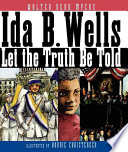 WALTER DEAN MYERS
Ida B. Wells
Let the Truth Be Told
ILLUSTRATED BY BONNIE CHRISTENSEN